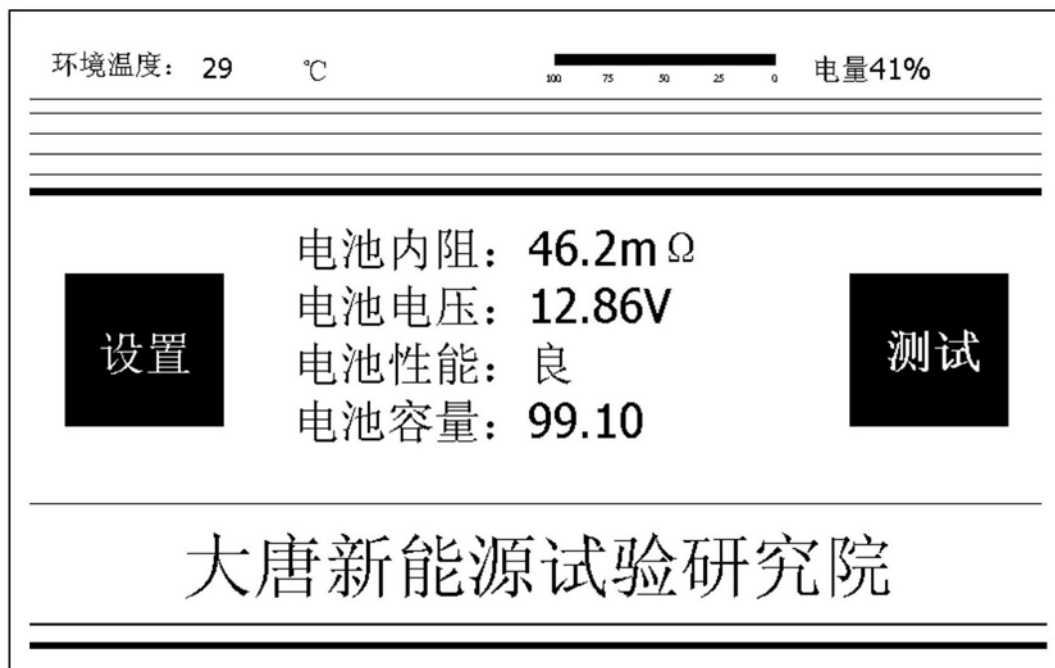 环境温度： 29 ℃ 电量41%
100 75 50 25 0
电池内阻：46.2mΩ
电池电压：12.86V
设置
电池性能：良
测试
电池容量：99.10
大唐新能源试验研究院